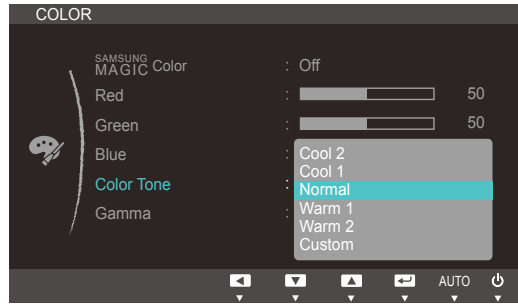 COLOR
SAMSUNG MAGIC Color : Off
Red : 50
Green : 50
Blue :
Color Tone :
Gamma :
Cool 2
Cool 1
Normal
Warm 1
Warm 2
Custom
AUTO